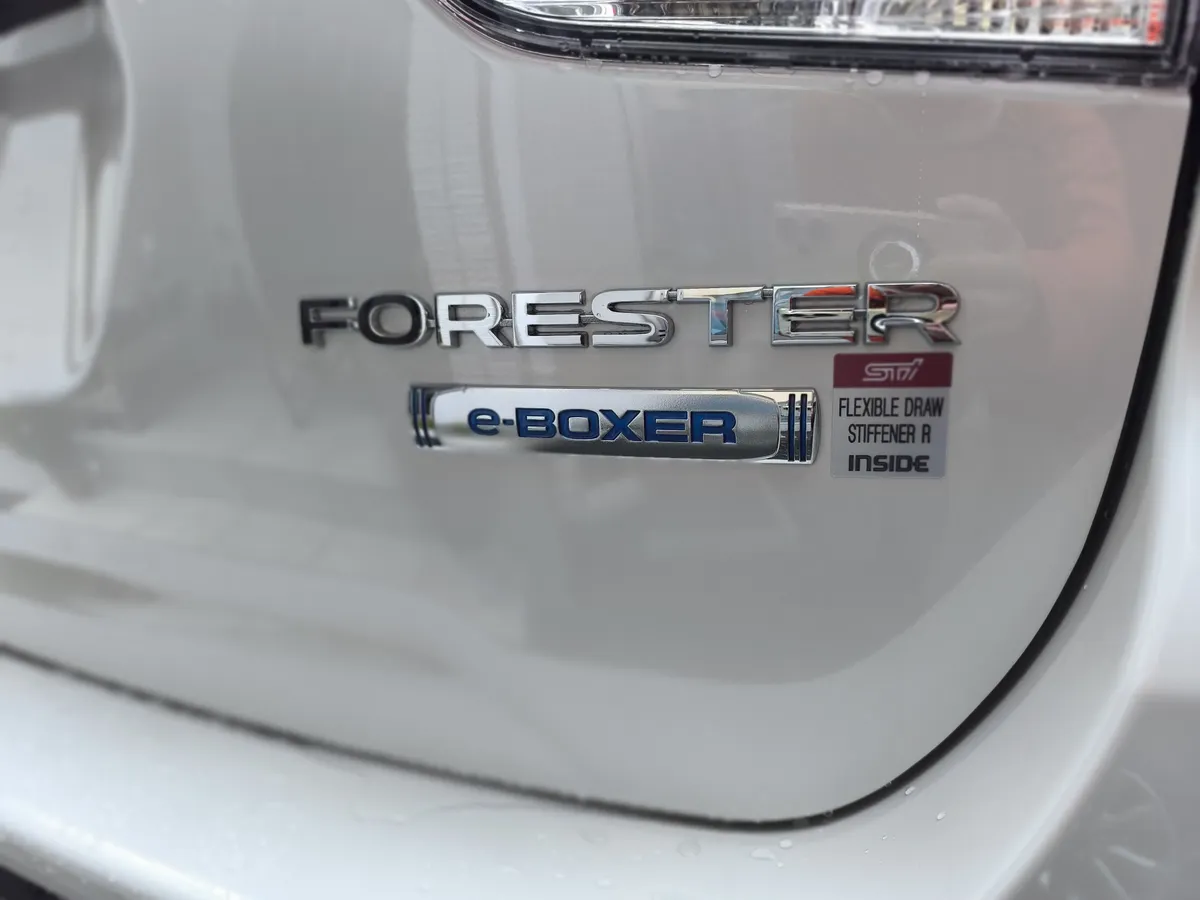 FORESTER
e-BOXER
STI
FLEXIBLE DRAW
STIFFENER R
INSIDE